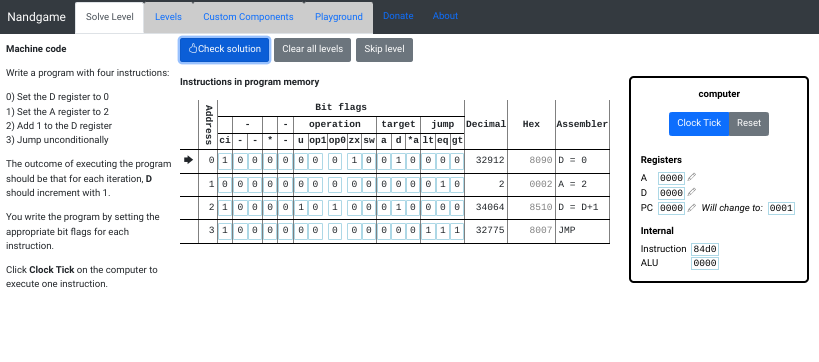 Nandgame Solve Level Levels Custom Components Playground Donate About
Machine code
Write a program with four instructions:
0) Set the D register to 0
1) Set the A register to 2
2) Add 1 to the D register
3) Jump unconditionally
The outcome of executing the program
should be that for each iteration, D
should increment with 1.
You write the program by setting the
appropriate bit flags for each
instruction.
Click Clock Tick on the computer to
execute one instruction.
Check solution Clear all levels Skip level
Instructions in program memory
Address Bit flags Decimal Hex Assembler
- - operation target jump
ci - - * - u op1 op0 zx sw a d *a lt eq gt
0 1 0 0 0 0 0 0 0 1 0 0 1 0 0 0 0 32912 8090 D = 0
1 0 0 0 0 0 0 0 0 0 0 0 0 0 0 1 0 2 0002 A = 2
2 1 0 0 0 0 1 0 1 0 0 0 1 0 0 0 0 34064 8510 D = D+1
3 1 0 0 0 0 0 0 0 0 0 0 0 0 1 1 1 32775 8007 JMP
computer
Clock Tick Reset
Registers
A 0000
D 0000
PC 0000 Will change to: 0001
Internal
Instruction 84d0
ALU 0000